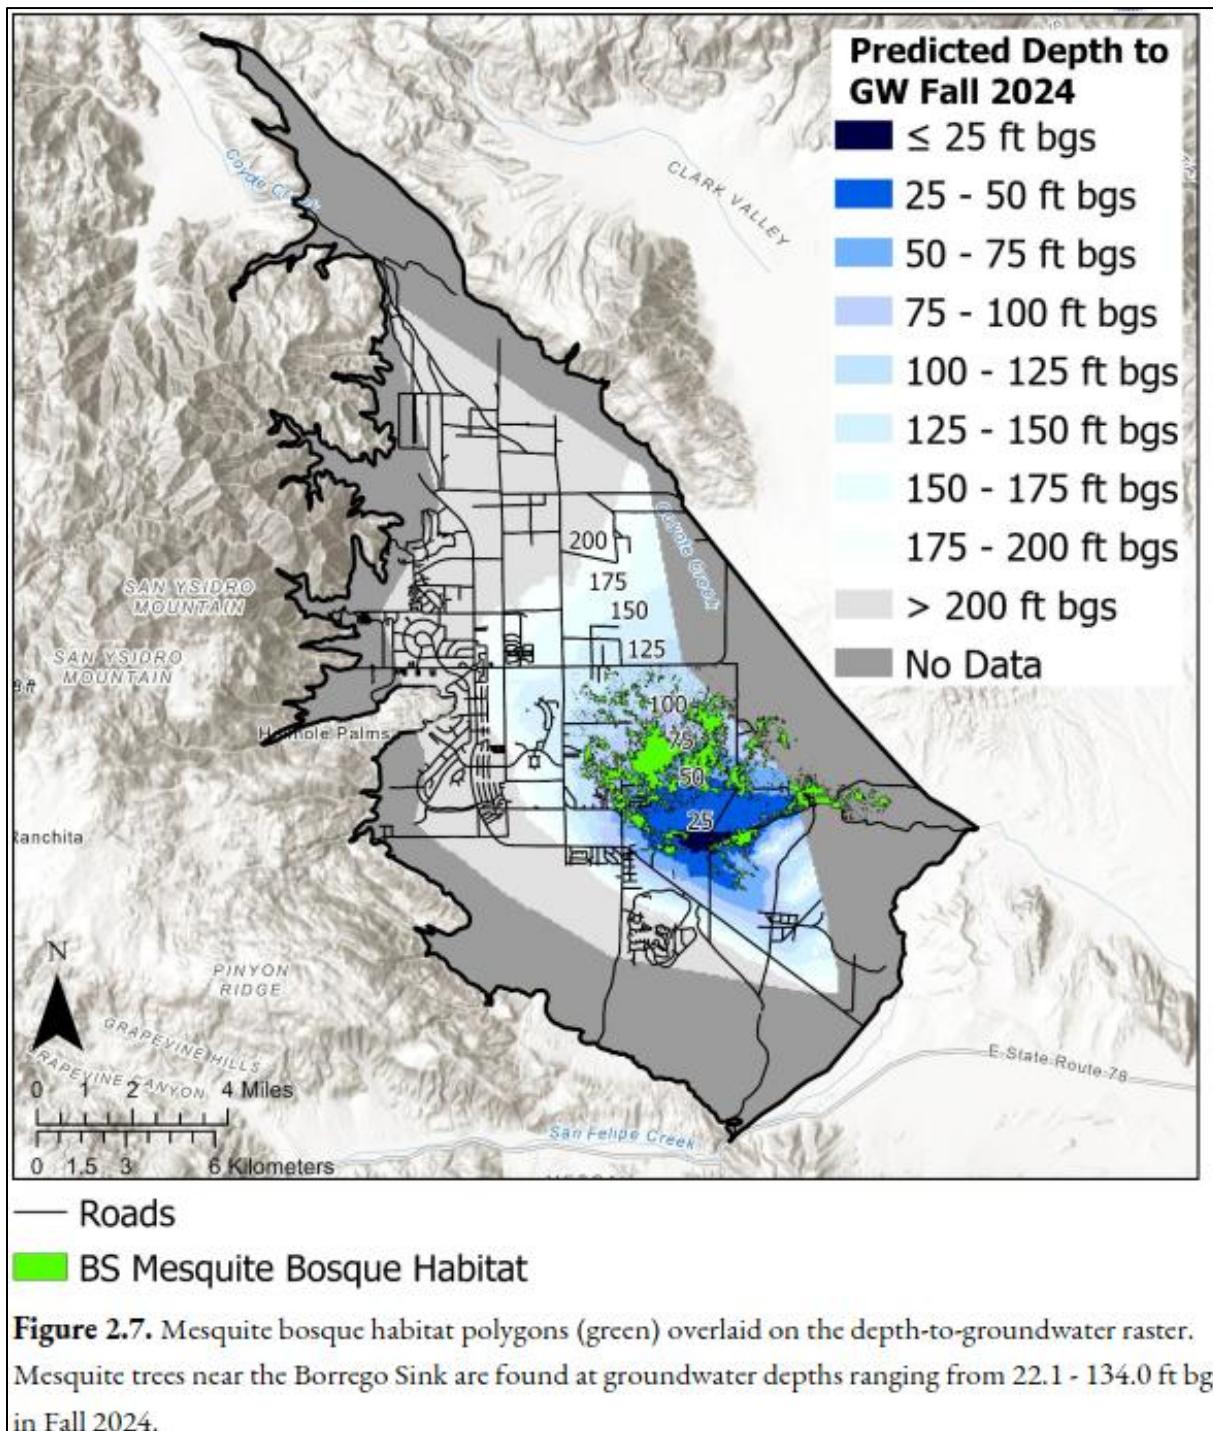 Predicted Depth to
GW Fall 2024
≤ 25 ft bgs
25 - 50 ft bgs
50 - 75 ft bgs
75 - 100 ft bgs
100 - 125 ft bgs
125 - 150 ft bgs
150 - 175 ft bgs
175 - 200 ft bgs
> 200 ft bgs
No Data
Coyote Creek
CLARK VALLEY
Coyote Creek
200
175
150
125
100
75
50
25
SAN YSIDRO
MOUNTAIN
SAN YSIDRO
MOUNTAIN
8 ft
Palms
Ranchita
N
PINYON
RIDGE
GRAPEVINE HILLS
GRAPEVINE CANYON
E State Route 78
San Felipe Creek
0 1 2 4 Miles
0 1.5 3 6 Kilometers
Roads
BS Mesquite Bosque Habitat
Figure 2.7. Mesquite bosque habitat polygons (green) overlaid on the depth-to-groundwater raster.
Mesquite trees near the Borrego Sink are found at groundwater depths ranging from 22.1 - 134.0 ft bg
in Fall 2024.